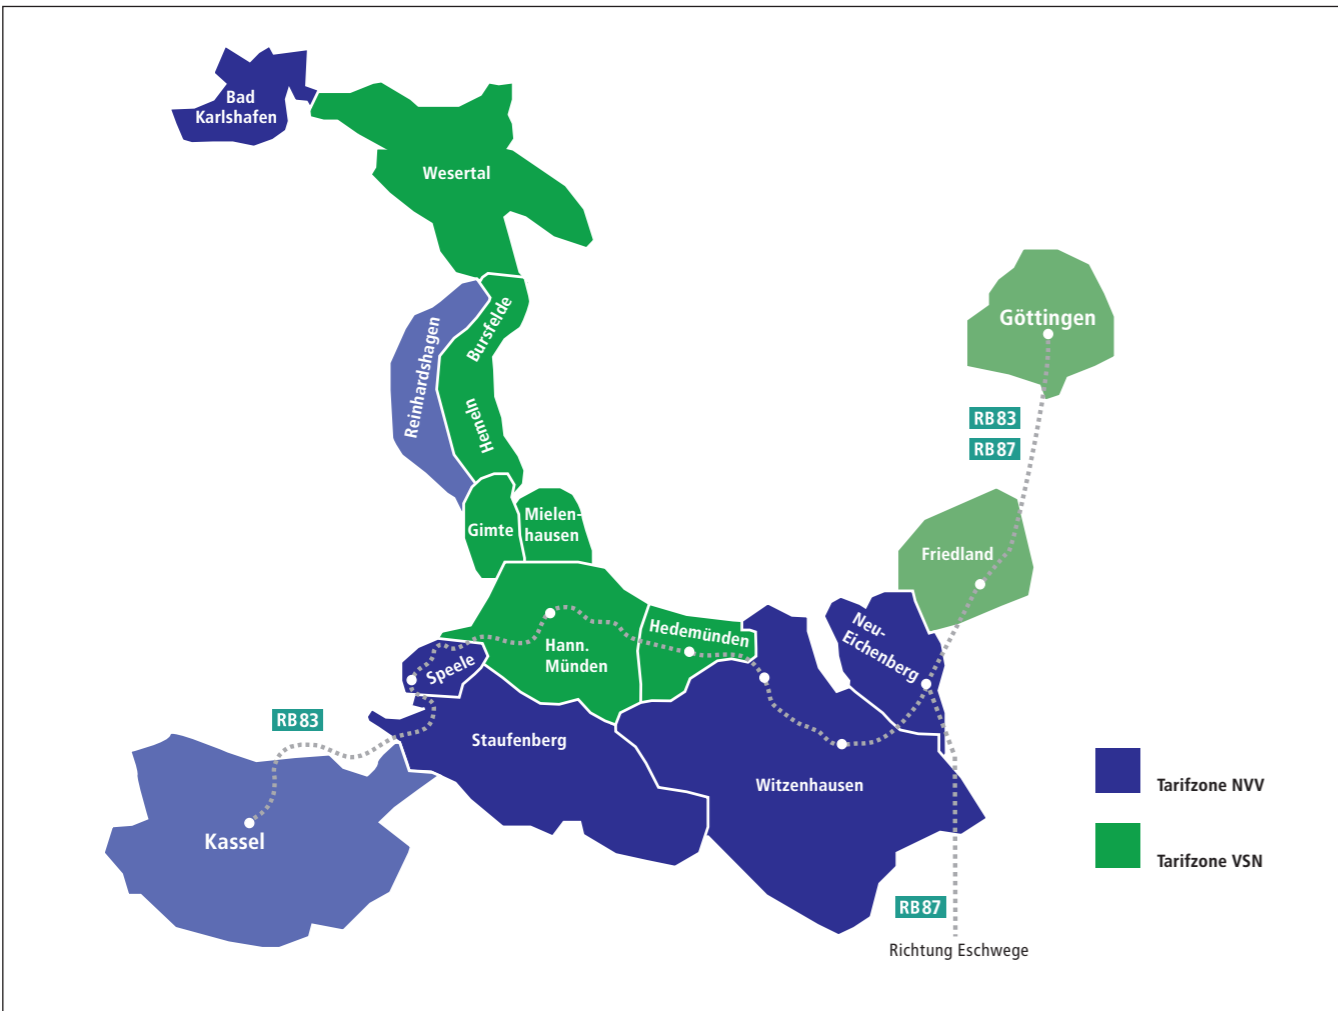 Bad
Karlshafen
Wesertal
Bursfelde
Reinhardshagen
Hemeln
Göttingen
RB83
RB87
Gimte
Mielen-
hausen
Friedland
Neu-
Eichenberg
Hedemünden
Hann.
Münden
Speele
RB83
Staufenberg
Witzenhausen
Kassel
Tarifzone NVV
Tarifzone VSN
RB87
Richtung Eschwege